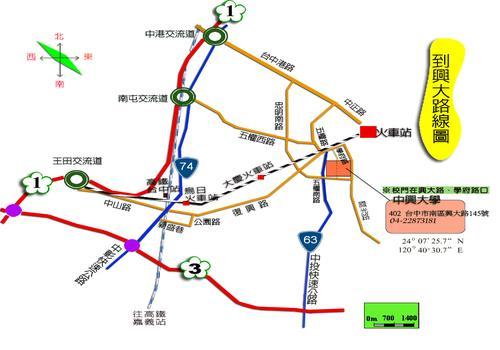 1
中港交流道
北
西
東
南
台中港路
到興大路線圖
南屯交流道
忠明南路
中正路
五權路
火車站
五權西路
王田交流道
74
大慶火車站
學府路
高鐵
台中站
烏日
火車站
五權南路
1
中山路
復興路
※校門在興大路、學府路口
中興大學
402 台中市南區興大路145號
04-22873181
環中路
公園路
63
24° 07' 25.7" N
120° 40' 30.7" E
中彰快速公路
3
中投快速公路
往高鐵
嘉義站
0m 700 1400